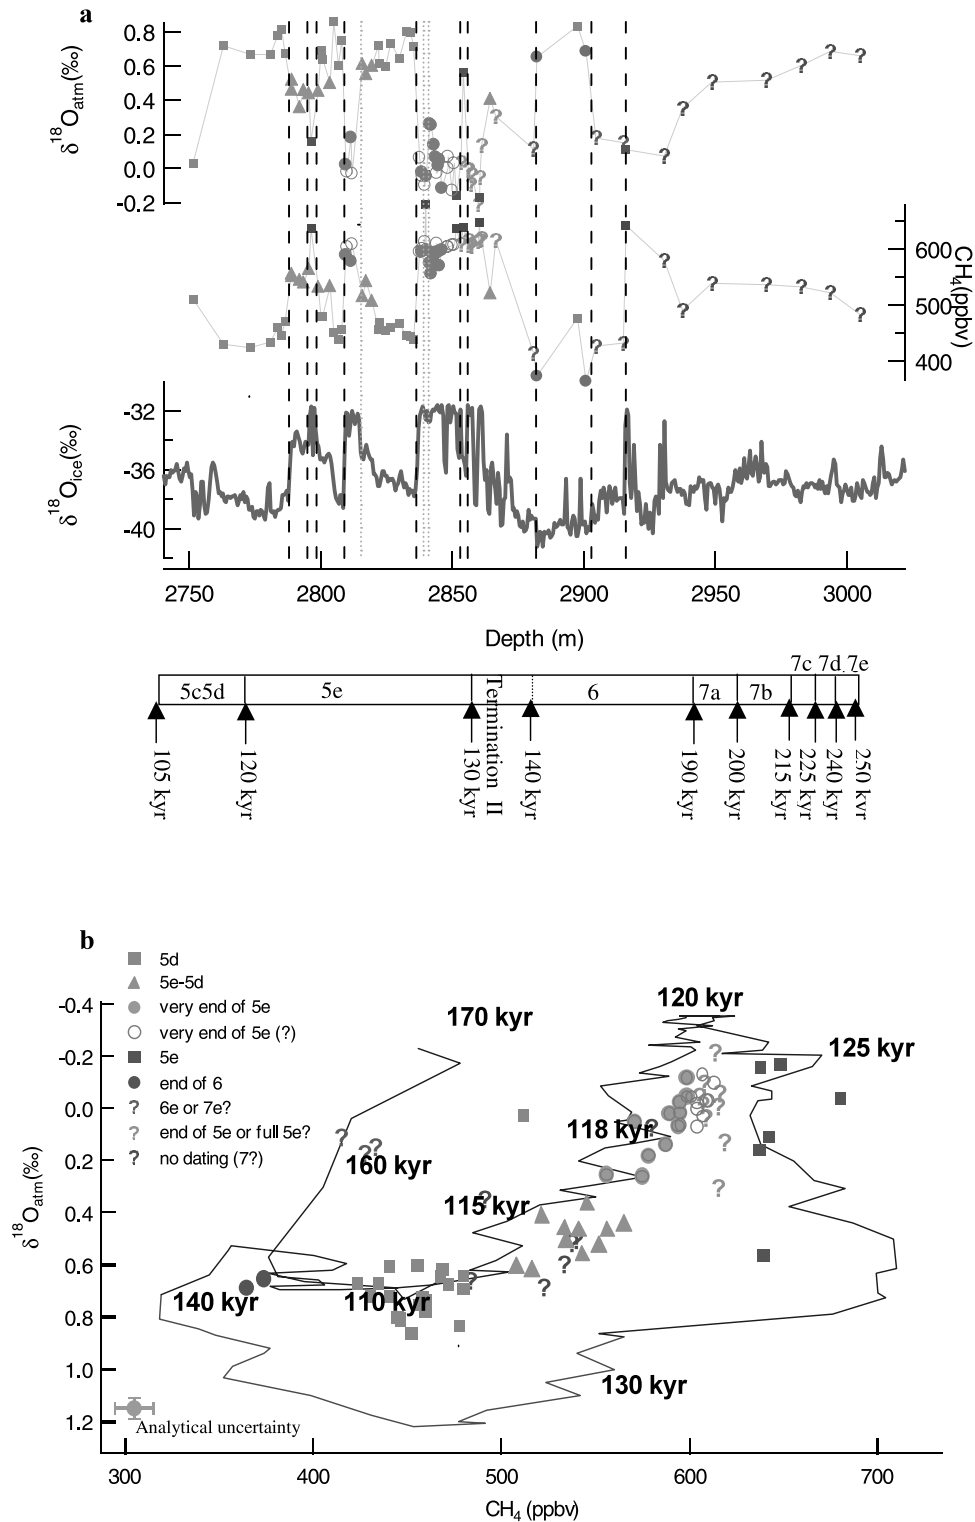 a
0.8
0.6
0.4
0.2
0.0
-0.2
δ18Oatm(‰)
600
500
400
CH4(ppbv)
-32
-36
-40
δ18Oice(‰)
2750 2800 2850 2900 2950 3000
Depth (m)
7c 7d 7e
5c5d 5e Termination II 6 7a 7b
105 kyr 120 kyr 130 kyr 140 kyr 190 kyr 200 kyr 215 kyr 225 kyr 240 kyr 250 kyr
b
5d
5e-5d
very end of 5e
very end of 5e (?)
5e
end of 6
? 6e or 7e?
? end of 5e or full 5e?
? no dating (7?)
-0.4
-0.2
0.0
0.2
0.4
0.6
0.8
1.0
1.2
δ18Oatm(‰)
120 kyr
170 kyr
125 kyr
118 kyr
160 kyr
115 kyr
140 kyr
110 kyr
130 kyr
Analytical uncertainty
300 400 500 600 700
CH4 (ppbv)